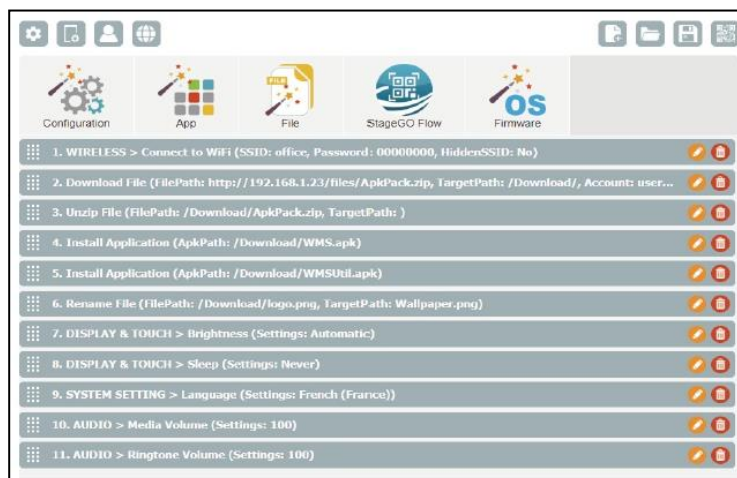 FILE
OS
Configuration
App
File
StageGO Flow
Firmware
1. WIRELESS > Connect to WiFi (SSID: office, Password: 00000000, HiddenSSID: No)
2. Download File (FilePath: http://192.168.1.23/files/ApkPack.zip, TargetPath: /Download/, Account: user...
3. Unzip File (FilePath: /Download/ApkPack.zip, TargetPath: )
4. Install Application (ApkPath: /Download/WMS.apk)
5. Install Application (ApkPath: /Download/WMSUtil.apk)
6. Rename File (FilePath: /Download/logo.png, TargetPath: Wallpaper.png)
7. DISPLAY & TOUCH > Brightness (Settings: Automatic)
8. DISPLAY & TOUCH > Sleep (Settings: Never)
9. SYSTEM SETTING > Language (Settings: French (France))
10. AUDIO > Media Volume (Settings: 100)
11. AUDIO > Ringtone Volume (Settings: 100)